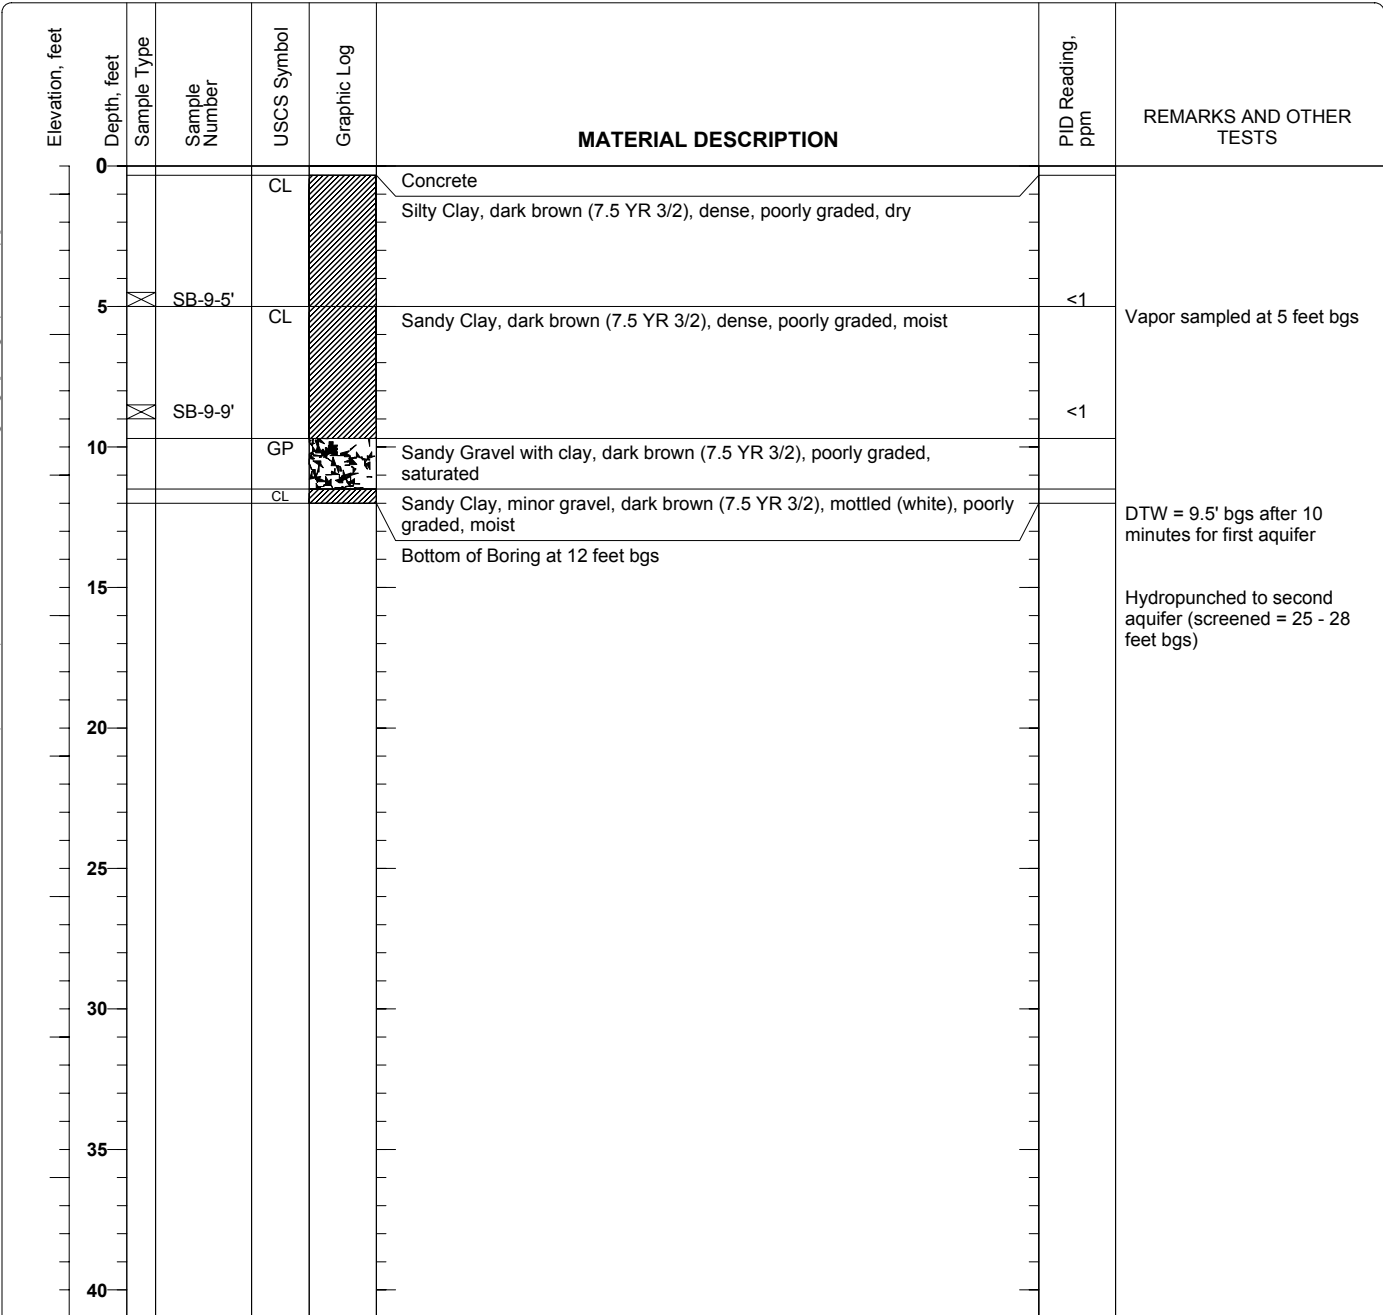 Elevation, feet
Depth, feet
Sample Type
Sample
Number
USCS Symbol
Graphic Log
MATERIAL DESCRIPTION
PID Reading,
ppm
REMARKS AND OTHER
TESTS
0
CL
Concrete
Silty Clay, dark brown (7.5 YR 3/2), dense, poorly graded, dry
SB-9-5'
<1
5
CL
Sandy Clay, dark brown (7.5 YR 3/2), dense, poorly graded, moist
Vapor sampled at 5 feet bgs
SB-9-9'
<1
10
GP
Sandy Gravel with clay, dark brown (7.5 YR 3/2), poorly graded,
saturated
CL
Sandy Clay, minor gravel, dark brown (7.5 YR 3/2), mottled (white), poorly
graded, moist
DTW = 9.5' bgs after 10
minutes for first aquifer
Bottom of Boring at 12 feet bgs
15
Hydropunched to second
aquifer (screened = 25 - 28
feet bgs)
20
25
30
35
40